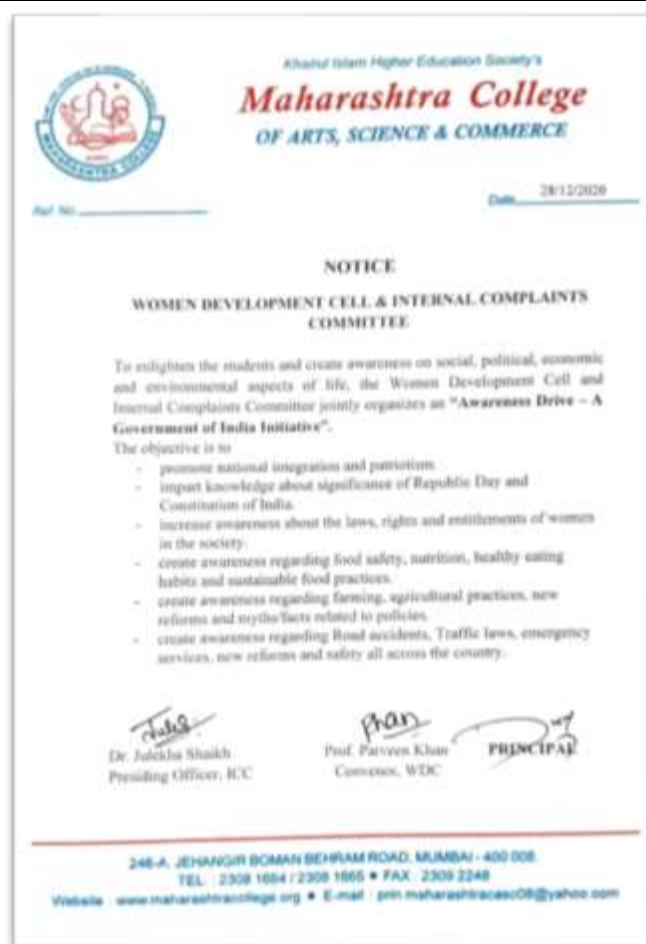 Khairul Islam Higher Education Society's
Maharashtra College
OF ARTS, SCIENCE & COMMERCE
MAHARASHTRA COLLEGE
Ref. No.
Date 28/12/2020
NOTICE
WOMEN DEVELOPMENT CELL & INTERNAL COMPLAINTS
COMMITTEE
To enlighten the students and create awareness on social, political, economic
and environmental aspects of life, the Women Development Cell and
Internal Complaints Committee jointly organizes an "Awareness Drive – A
Government of India Initiative".
The objective is to
- promote national integration and patriotism.
- impart knowledge about significance of Republic Day and
Constitution of India.
- increase awareness about the laws, rights and entitlements of women
in the society.
- create awareness regarding food safety, nutrition, healthy eating
habits and sustainable food practices.
- create awareness regarding farming, agricultural practices, new
reforms and myths/facts related to policies.
- create awareness regarding Road accidents, Traffic laws, emergency
services, new reforms and safety all across the country.
Dr. Julekha Shaikh
Presiding Officer, ICC
Prof. Parveen Khan
Convenor, WDC
PRINCIPAL
246-A, JEHANGIR BOMAN BEHRAM ROAD, MUMBAI - 400 008.
TEL. : 2308 1664 / 2308 1665 • FAX : 2309 2248
Website : www.maharashtracollege.org • E-mail : prin.maharashtracasc08@yahoo.com